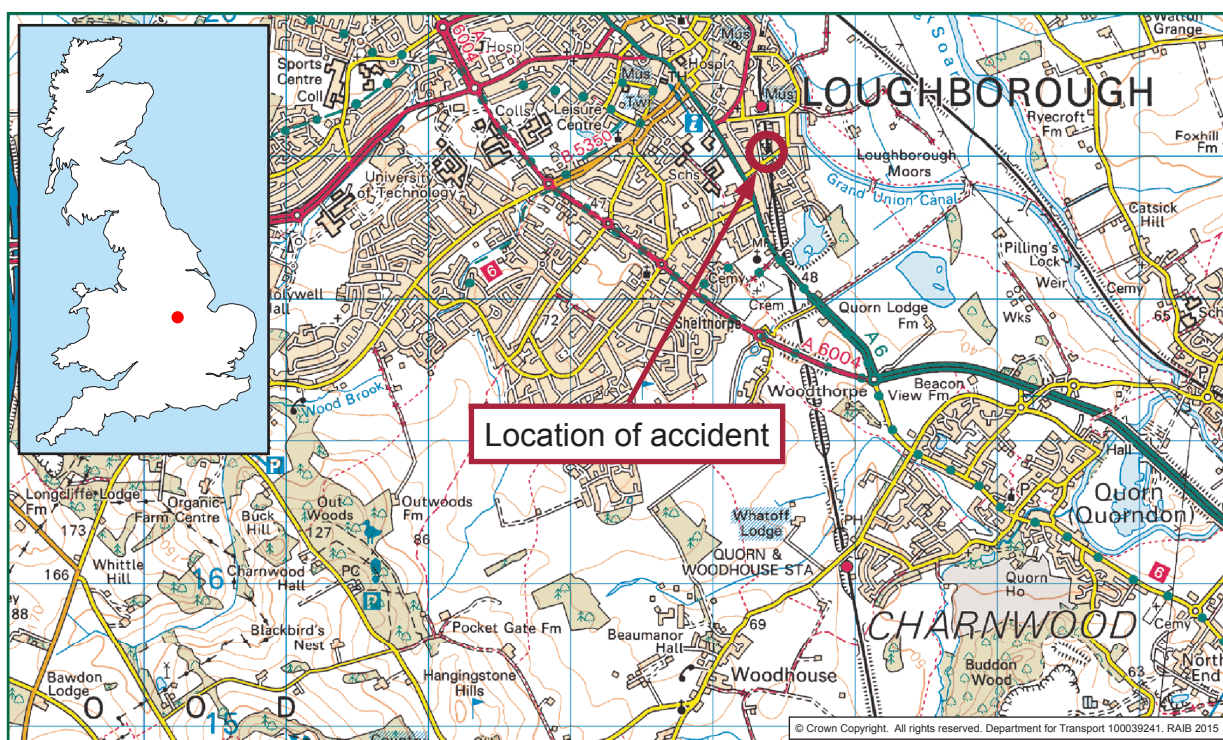 20
A 6004
Hospl
Sports
Centre
Coll
Colls
Leisure
Centre
Mus
Twr
TH
Hospl
Mus
Mus
LOUGHBOROUGH
Watton
Grange
Ryecroft
Fm
Foxhill
Fm
B 5350
University
of Technology
Schs
Loughborough
Moors
Grand Union Canal
Catsick
Hill
47
6
Pilling's
Lock
Weir
Cemy
65
Cemy
Crem
48
Quorn Lodge
Fm
Wks
40
72
Shelthorpe
A 6004
A 6
Woodthorpe
Beacon
View Fm
Wood Brook
Location of accident
Hall
Quorn
(Quorndon)
P
Longcliffe Lodge
Fm
173
Organic
Farm Centre
Buck
Hill
Out
Woods
127
Outwoods
Fm
86
Whatoff
Lodge
PH
P
QUORN &
WOODHOUSE STA
Whittle
Hill
166
16
Charnwood
Hall
PC
P
Quorn
Ho
6
88
Blackbird's
Nest
Pocket Gate Fm
Beaumanor
Hall
69
CHARNWOOD
Cemy
Bawdon
Lodge
Hangingstone
Hills
Woodhouse
Buddon
Wood
63
North
End
O O D
15
© Crown Copyright. All rights reserved. Department for Transport 100039241. RAIB 2015